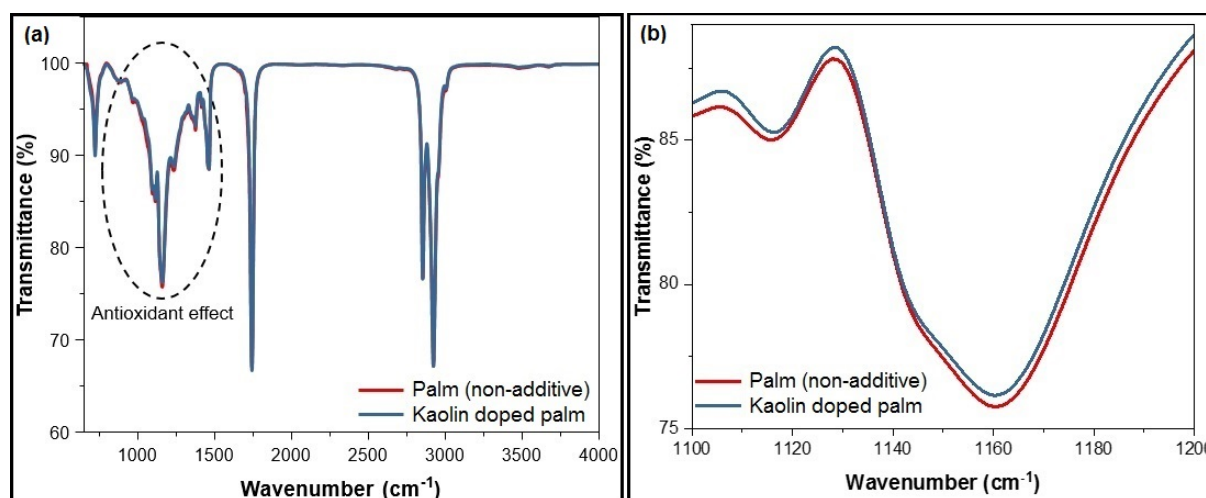 (a)
Transmittance (%)
100
90
80
70
60
Antioxidant effect
Palm (non-additive)
Kaolin doped palm
1000 1500 2000 2500 3000 3500 4000
Wavenumber (cm⁻¹)
(b)
Transmittance (%)
85
80
75
Palm (non-additive)
Kaolin doped palm
1100 1120 1140 1160 1180 1200
Wavenumber (cm⁻¹)